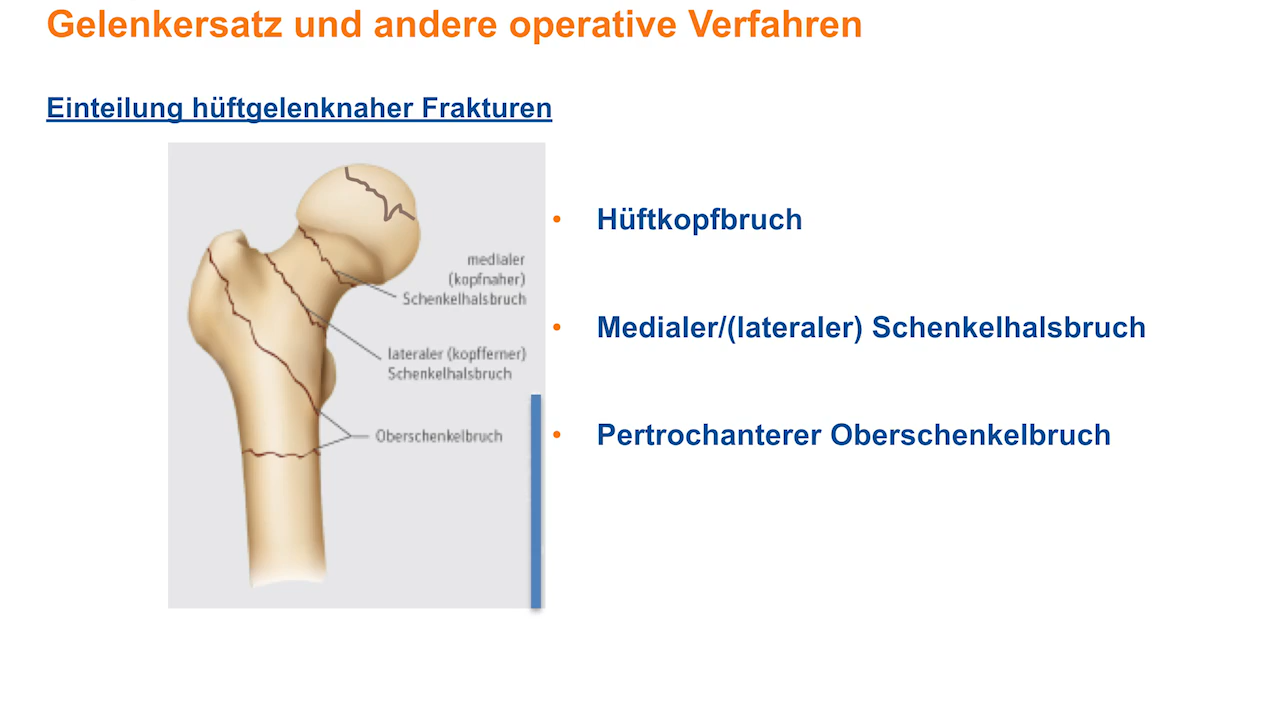 Gelenkersatz und andere operative Verfahren
Einteilung hüftgelenknaher Frakturen
medialer
(kopfnaher)
Schenkelhalsbruch
lateraler (kopfferner)
Schenkelhalsbruch
Oberschenkelbruch
• Hüftkopfbruch
• Medialer/(lateraler) Schenkelhalsbruch
• Pertrochanterer Oberschenkelbruch